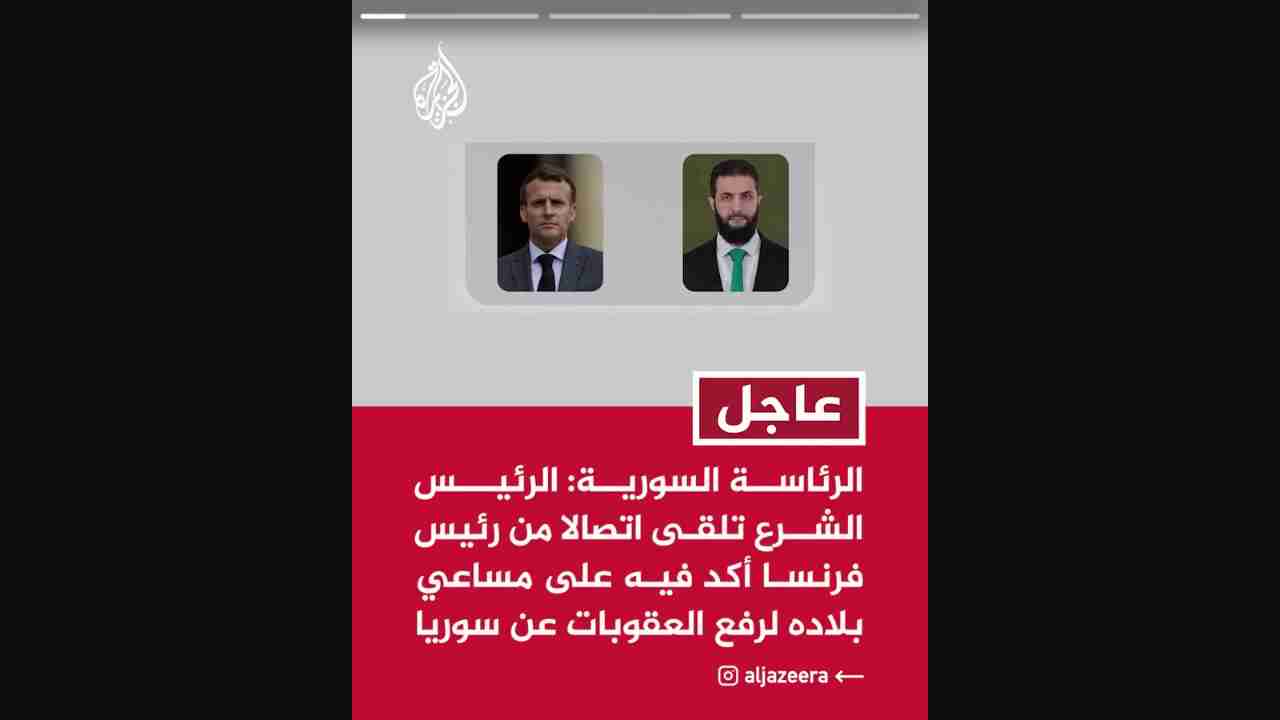 الجزيرة
عاجل
الرئاسة السورية: الرئيس
الشرع تلقى اتصالا من رئيس
فرنسا أكد فيه على مساعي
بلاده لرفع العقوبات عن سوريا
aljazeera